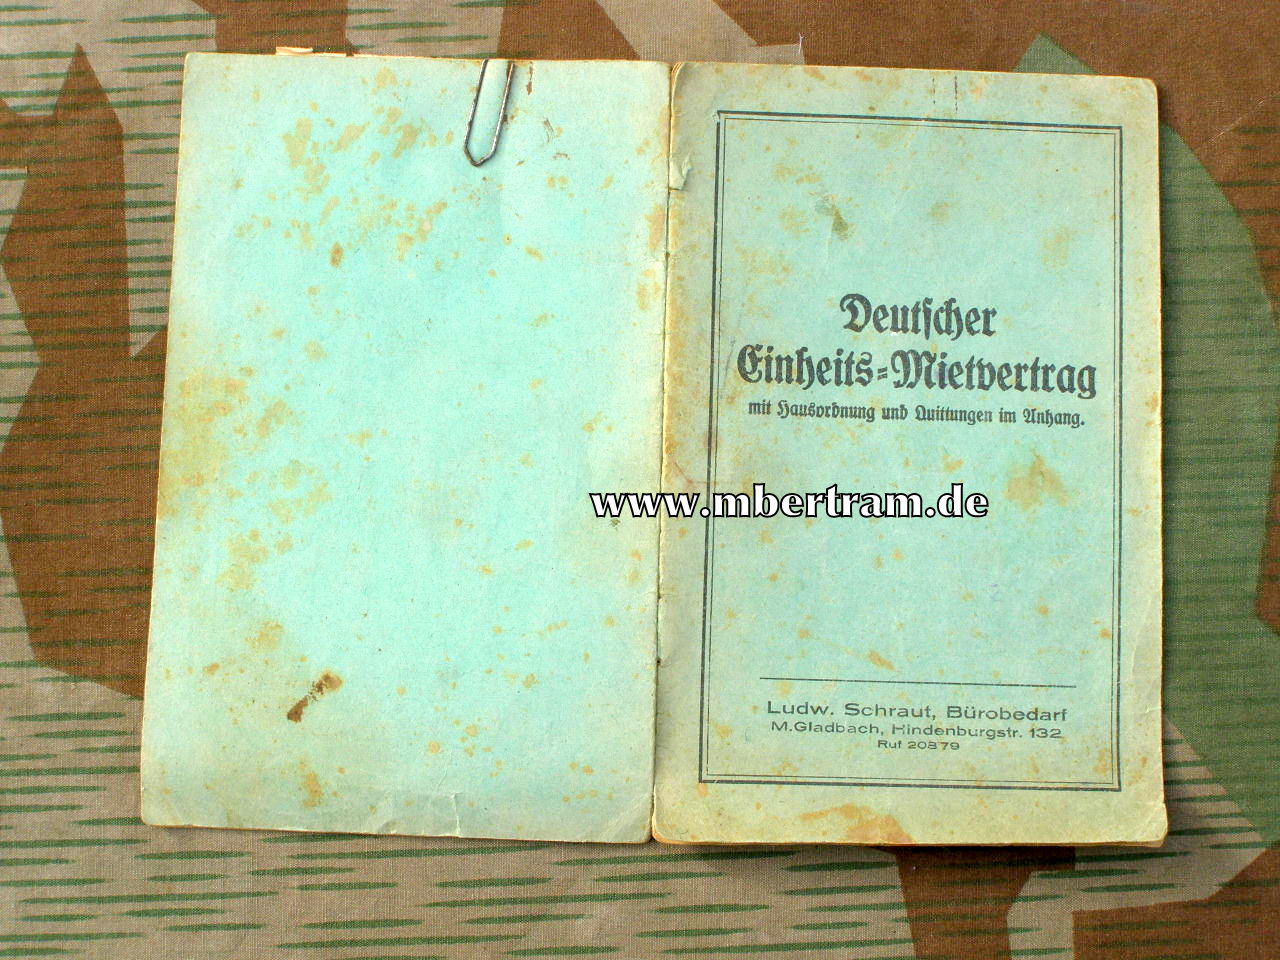 Deutscher
Einheits=Mietvertrag
mit Hausordnung und Quittungen im Anhang.
www.mbertram.de
Ludw. Schraut, Bürobedarf
M.Gladbach, Hindenburgstr. 132
Ruf 20879